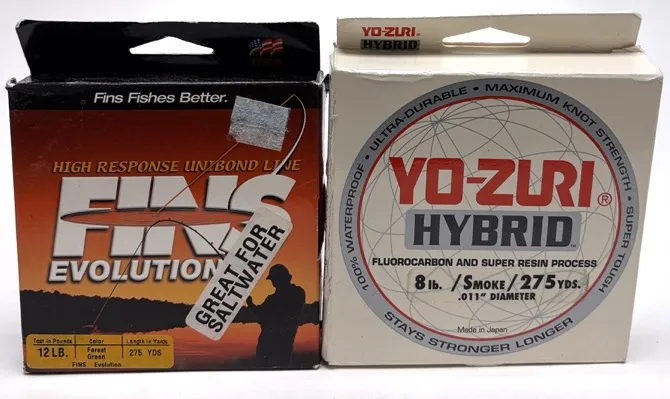 Fins Fishes Better.
HIGH RESPONSE UNIBOND LINE
FINS
EVOLUTION
GREAT FOR
SALTWATER
Test in Pounds
Color
Length in Yards
12 LB.
Forest
Green
275 YDS
FINS Evolution
YO-ZURI
HYBRID
100% WATERPROOF • ULTRA-DURABLE • MAXIMUM KNOT STRENGTH • SUPER TOUGH
YO-ZURI®
HYBRID™
FLUOROCARBON AND SUPER RESIN PROCESS
8 lb. /SMOKE/275 YDS.
.011" DIAMETER
Made in Japan
STAYS STRONGER LONGER